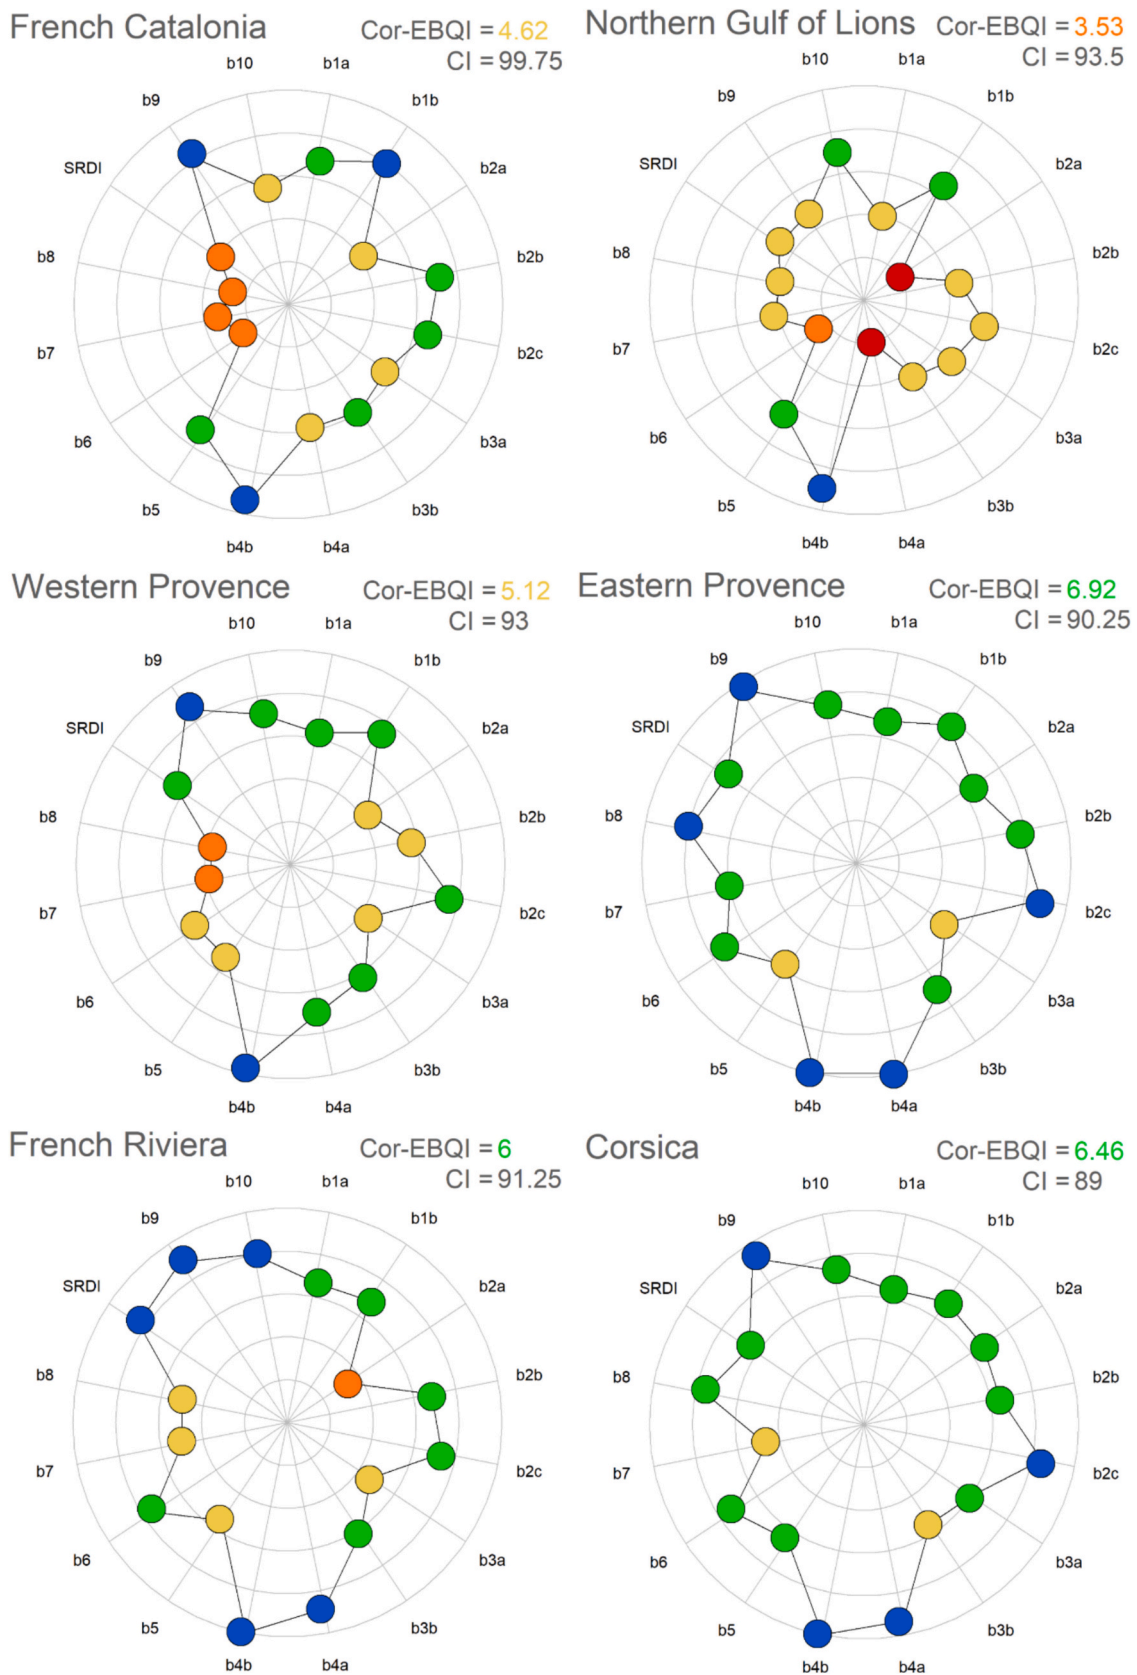 French Catalonia
Cor-EBQI = 4.62
CI = 99.75
b10
b1a
b9
b1b
SRDI
b2a
b8
b2b
b7
b2c
b6
b3a
b5
b3b
b4b
b4a
Northern Gulf of Lions
Cor-EBQI = 3.53
CI = 93.5
b10
b1a
b9
b1b
SRDI
b2a
b8
b2b
b7
b2c
b6
b3a
b5
b3b
b4b
b4a
Western Provence
Cor-EBQI = 5.12
CI = 93
b10
b1a
b9
b1b
SRDI
b2a
b8
b2b
b7
b2c
b6
b3a
b5
b3b
b4b
b4a
Eastern Provence
Cor-EBQI = 6.92
CI = 90.25
b10
b1a
b9
b1b
SRDI
b2a
b8
b2b
b7
b2c
b6
b3a
b5
b3b
b4b
b4a
French Riviera
Cor-EBQI = 6
CI = 91.25
b10
b1a
b9
b1b
SRDI
b2a
b8
b2b
b7
b2c
b6
b3a
b5
b3b
b4b
b4a
Corsica
Cor-EBQI = 6.46
CI = 89
b10
b1a
b9
b1b
SRDI
b2a
b8
b2b
b7
b2c
b6
b3a
b5
b3b
b4b
b4a